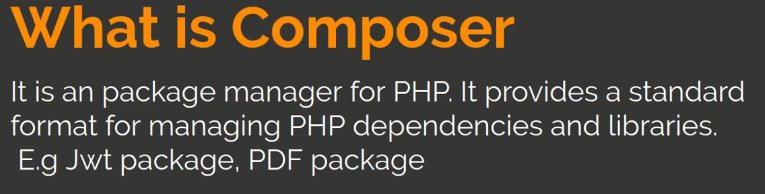 What is Composer
It is an package manager for PHP. It provides a standard
format for managing PHP dependencies and libraries.
E.g Jwt package, PDF package